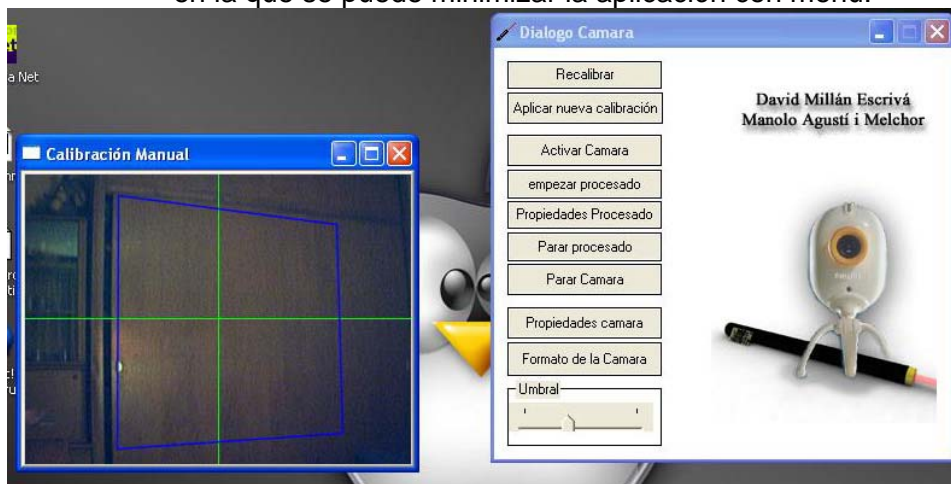 en la que se puede minimizar la aplicación con menú.
Dialogo Camara
a Net
Recalibrar
Aplicar nueva calibración
David Millán Escrivá
Manolo Agustí i Melchor
Calibración Manual
Activar Camara
empezar procesado
Propiedades Procesado
Parar procesado
Parar Camara
Propiedades camara
Formato de la Camara
Umbral